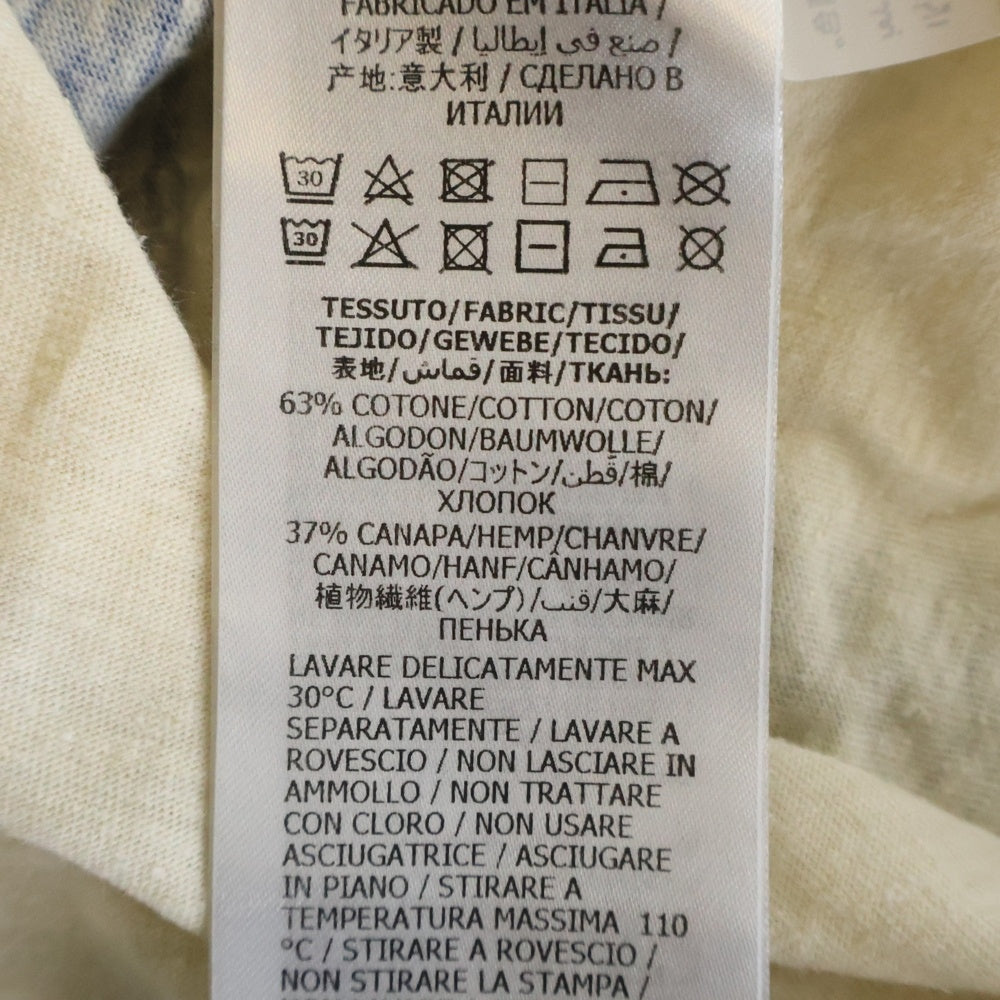 FABRICADO EM ITALIA /
イタリア製 / صنع في إيطاليا /
产地:意大利 / СДЕЛАНО В
ИТАЛИИ
30
30
TESSUTO/FABRIC/TISSU/
TEJIDO/GEWEBE/TECIDO/
表地/قماش/面料/ТКАНЬ:
63% COTONE/COTTON/COTON/
ALGODON/BAUMWOLLE/
ALGODÃO/コットン/قطن/棉/
ХЛОПОК
37% CANAPA/HEMP/CHANVRE/
CANAMO/HANF/CÂNHAMO/
植物繊維(ヘンプ)/قنب/大麻/
ПЕНЬКА
LAVARE DELICATAMENTE MAX
30°C / LAVARE
SEPARATAMENTE / LAVARE A
ROVESCIO / NON LASCIARE IN
AMMOLLO / NON TRATTARE
CON CLORO / NON USARE
ASCIUGATRICE / ASCIUGARE
IN PIANO / STIRARE A
TEMPERATURA MASSIMA 110
°C / STIRARE A ROVESCIO /
NON STIRARE LA STAMPA /